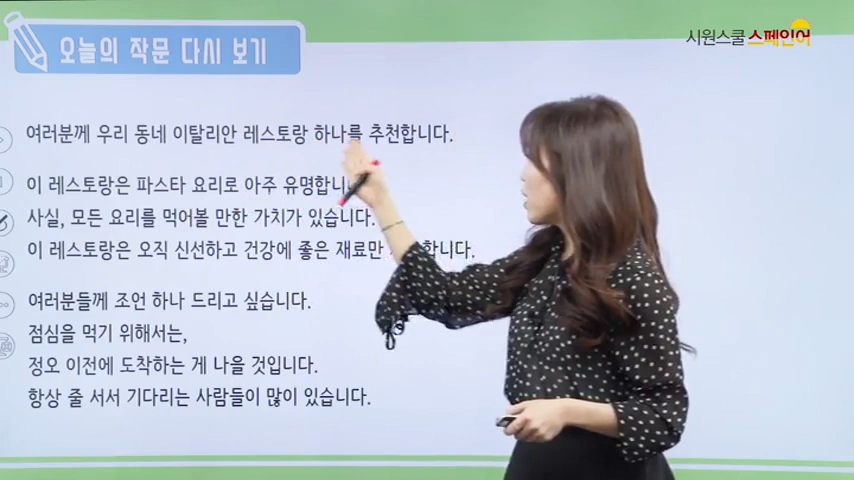 오늘의 작문 다시 보기
시원스쿨 스페인어
여러분께 우리 동네 이탈리안 레스토랑 하나를 추천합니다.
이 레스토랑은 파스타 요리로 아주 유명합니
사실, 모든 요리를 먹어볼 만한 가치가 있습니다.
이 레스토랑은 오직 신선하고 건강에 좋은 재료만 합니다.
여러분들께 조언 하나 드리고 싶습니다.
점심을 먹기 위해서는,
정오 이전에 도착하는 게 나을 것입니다.
항상 줄 서서 기다리는 사람들이 많이 있습니다.